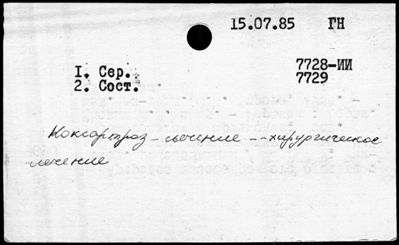 15.07.85 ГН
7728-ИИ
1. Сер. 7729
2. Сост.
Коксартроз - лечение -- хирургическое
лечение